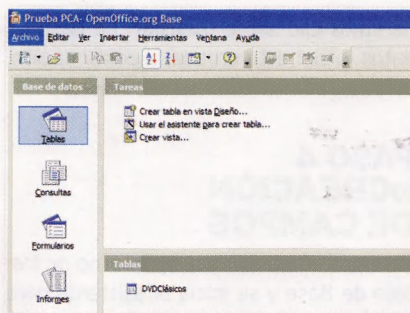 Prueba PCA- OpenOffice.org Base
Archivo Editar Ver Insertar Herramientas Ventana Ayuda
Base de datos
Tareas
Crear tabla en vista Diseño...
Usar el asistente para crear tabla...
Crear vista...
Tablas
Consultas
Formularios
Informes
Tablas
DVDClásicos